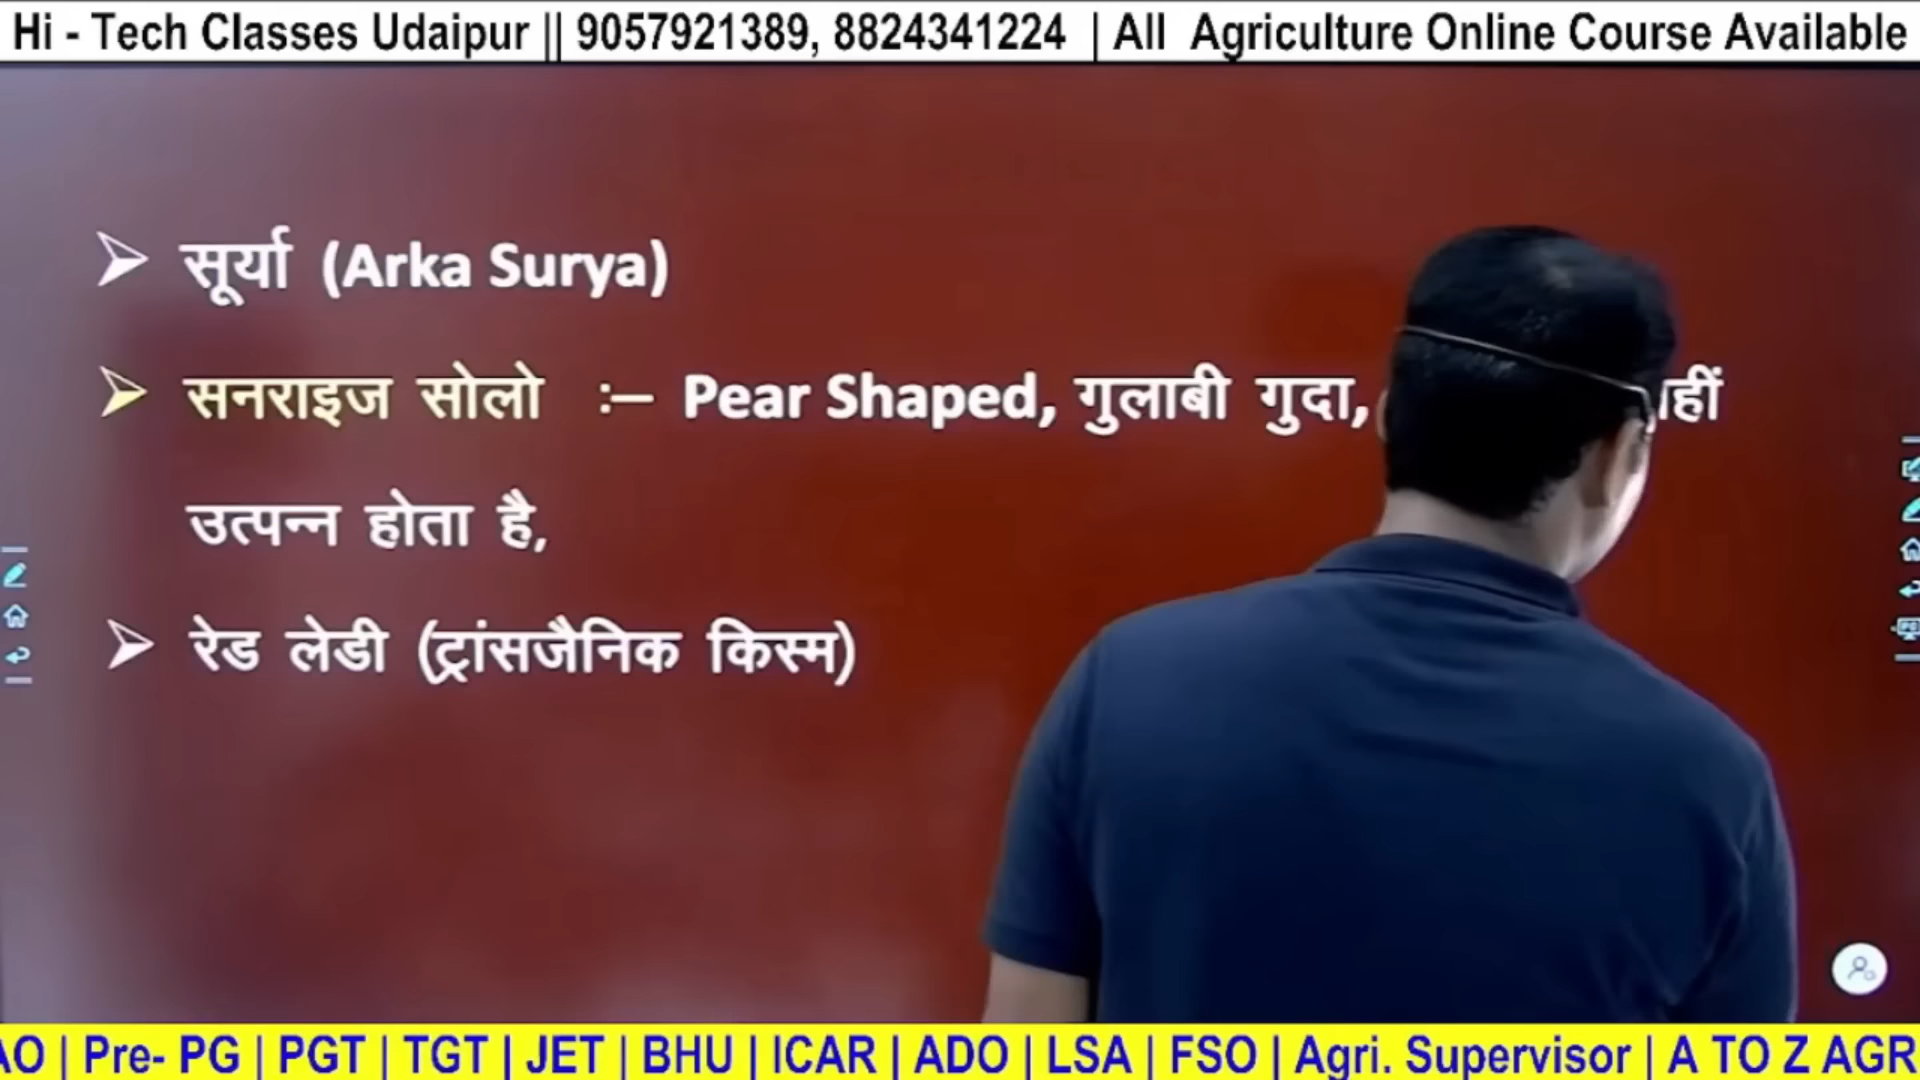 Hi - Tech Classes Udaipur || 9057921389, 8824341224 | All Agriculture Online Course Available
➢ सूर्या (Arka Surya)
➢ सनराइज सोलो :– Pear Shaped, गुलाबी गुदा,
उत्पन्न होता है,
➢ रेड लेडी (ट्रांसजैनिक किस्म)
AO | Pre- PG | PGT | TGT | JET | BHU | ICAR | ADO | LSA | FSO | Agri. Supervisor | A TO Z AGR